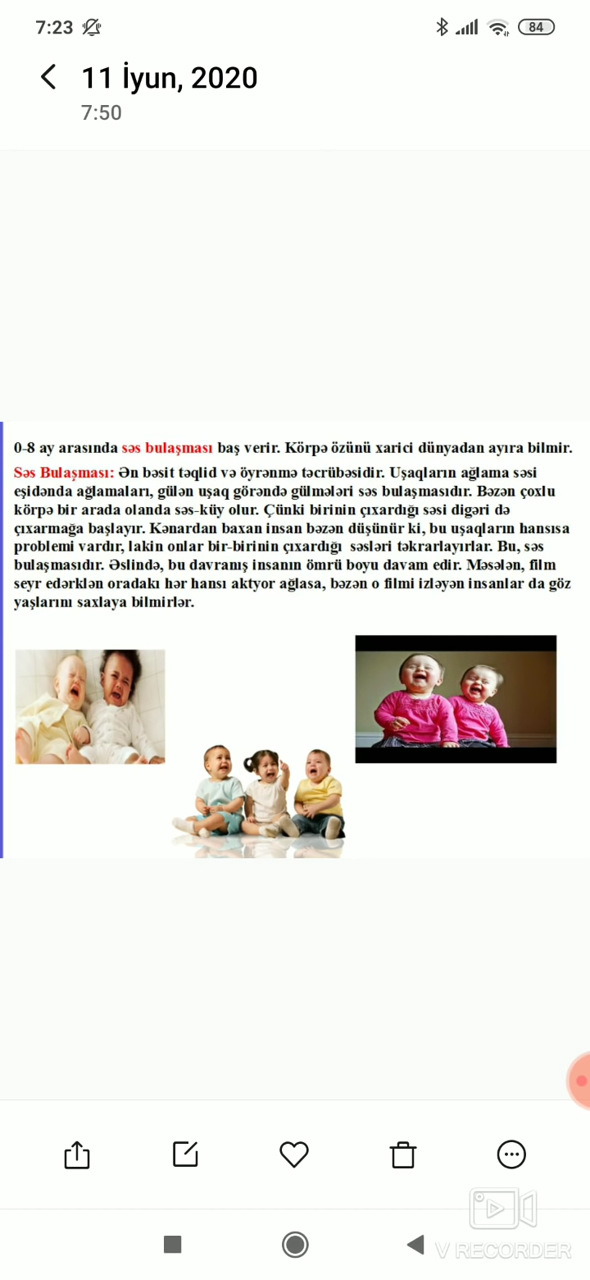 7:23
84
11 İyun, 2020
7:50
0-8 ay arasında səs bulaşması baş verir. Körpə özünü xarici dünyadan ayıra bilmir.
Səs Bulaşması: Ən bəsit təqlid və öyrənmə təcrübəsidir. Uşaqların ağlama səsi
eşidəndə ağlamaları, gülən uşaq görəndə gülmələri səs bulaşmasıdır. Bəzən çoxlu
körpə bir arada olanda səs-küy olur. Çünki birinin çıxardığı səsi digəri də
çıxarmağa başlayır. Kənardan baxan insan bəzən düşünür ki, bu uşaqların hansısa
problemi vardır, lakin onlar bir-birinin çıxardığı səsləri təkrarlayırlar. Bu, səs
bulaşmasıdır. Əslində, bu davranış insanın ömrü boyu davam edir. Məsələn, film
seyr edərklən oradakı hər hansı aktyor ağlasa, bəzən o filmi izləyən insanlar da göz
yaşlarını saxlaya bilmirlər.
V RECORDER